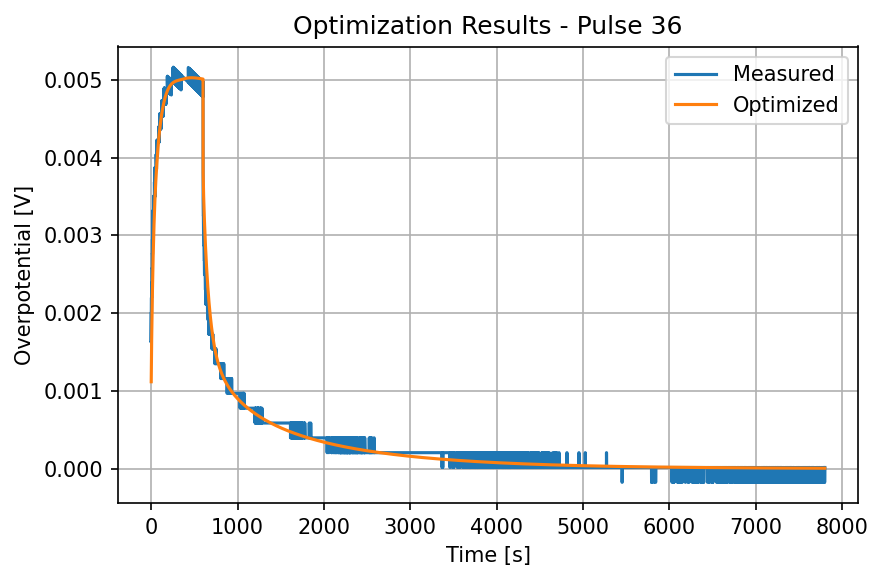 Optimization Results - Pulse 36
Measured
Optimized
Overpotential [V]
0.005
0.004
0.003
0.002
0.001
0.000
0 1000 2000 3000 4000 5000 6000 7000 8000
Time [s]